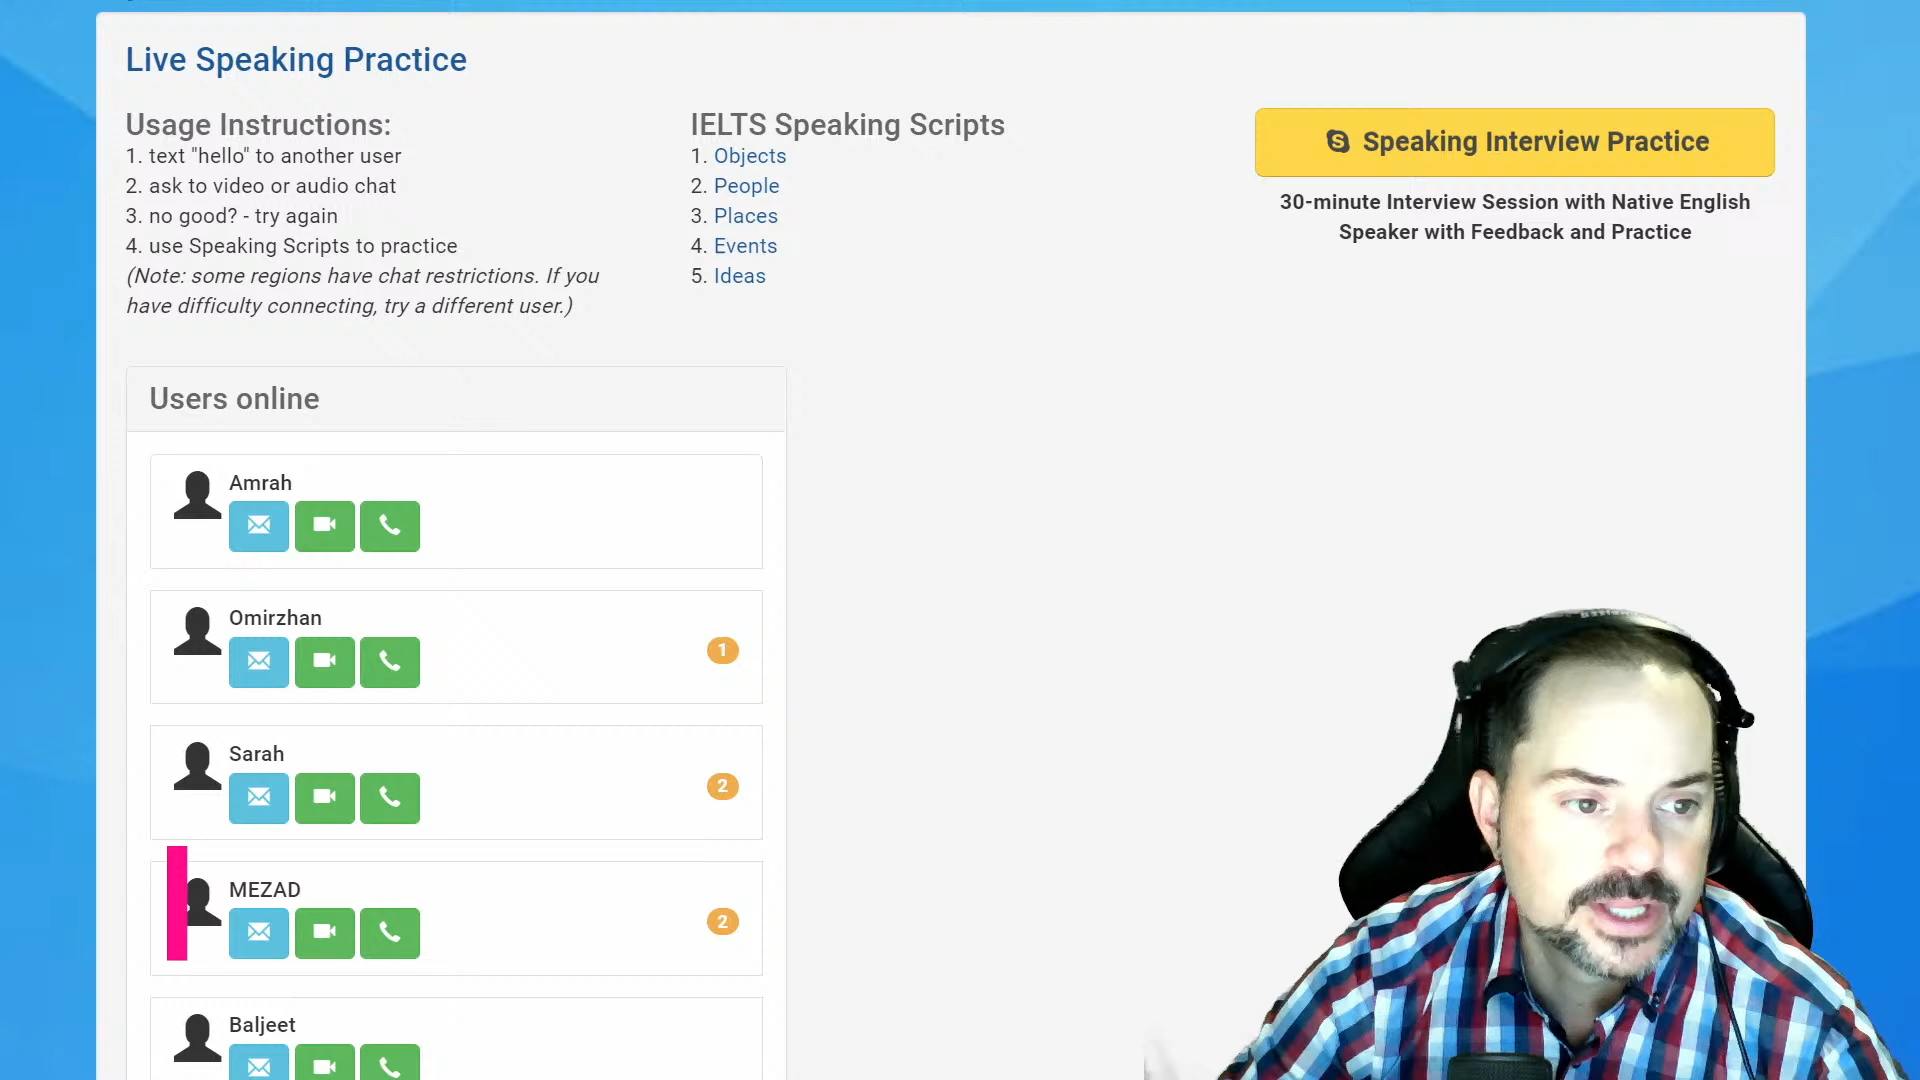 Live Speaking Practice
Usage Instructions:
1. text "hello" to another user
2. ask to video or audio chat
3. no good? - try again
4. use Speaking Scripts to practice
(Note: some regions have chat restrictions. If you
have difficulty connecting, try a different user.)
IELTS Speaking Scripts
1. Objects
2. People
3. Places
4. Events
5. Ideas
Speaking Interview Practice
30-minute Interview Session with Native English
Speaker with Feedback and Practice
Users online
Amrah
Omirzhan
1
Sarah
2
MEZAD
2
Baljeet